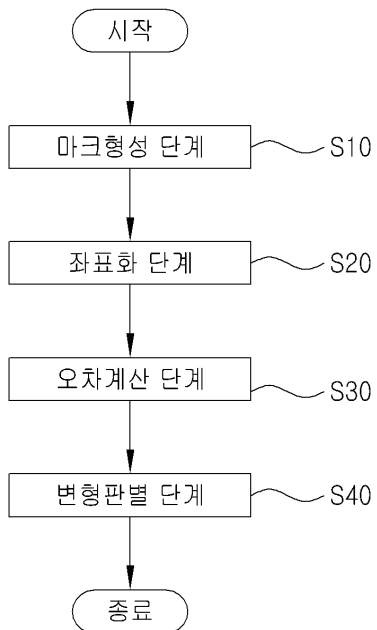 시작
마크형성 단계
S10
좌표화 단계
S20
오차계산 단계
S30
변형판별 단계
S40
종료